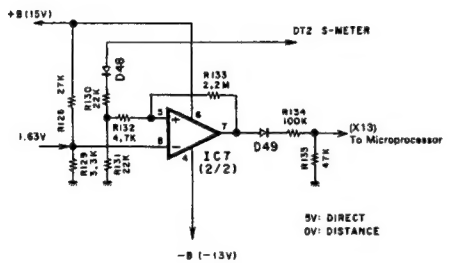 +B(15V)
DT2 S-METER
D48
27K
R126
R130
22K
R133
2.2M
R132
4.7K
5
6
7
8
4
+
−
R134
100K
(X13)
To Microprocessor
1.63V
R129
3.3K
R131
22K
IC7
(2/2)
D49
R135
47K
5V: DIRECT
0V: DISTANCE
-B(-13V)